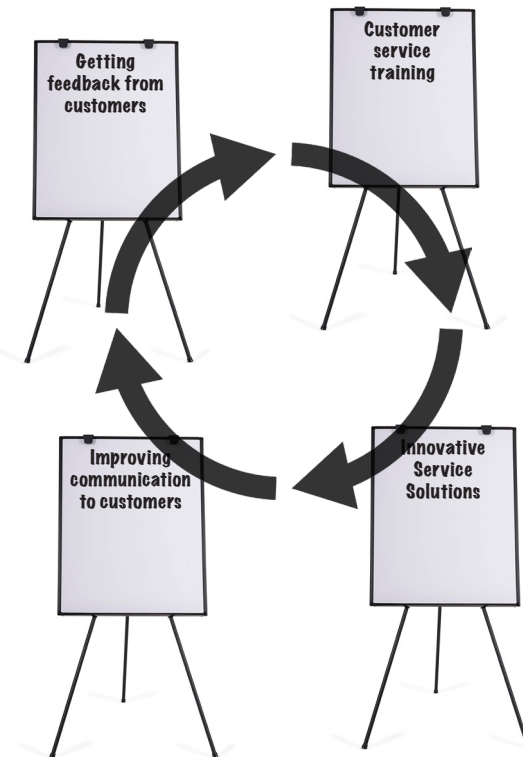 Getting
feedback from
customers
Customer
service
training
Improving
communication
to customers
Innovative
Service
Solutions